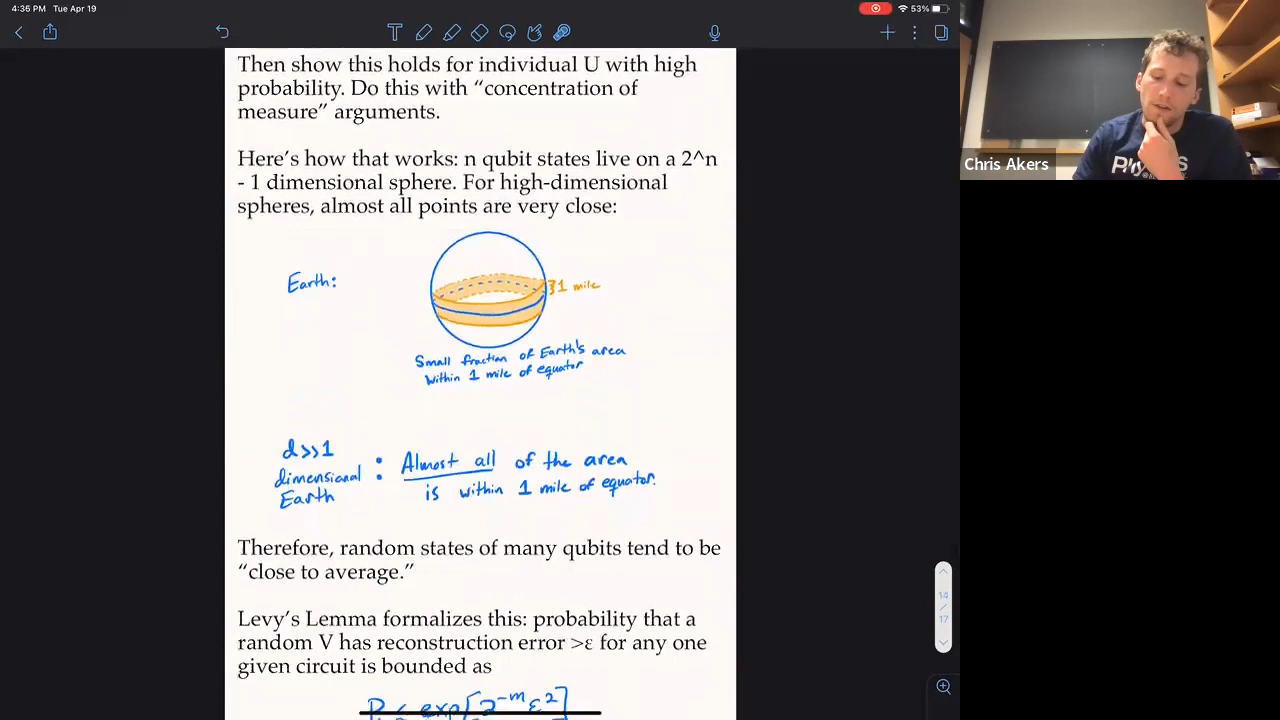 4:36 PM Tue Apr 19
53%
Then show this holds for individual U with high
probability. Do this with “concentration of
measure” arguments.
Here’s how that works: n qubit states live on a 2^n
- 1 dimensional sphere. For high-dimensional
spheres, almost all points are very close:
Earth:
1 mile
Small fraction of Earth's area
within 1 mile of equator
d>>1
dimensional
Earth
:
Almost all of the area
is within 1 mile of equator.
Therefore, random states of many qubits tend to be
“close to average.”
Levy’s Lemma formalizes this: probability that a
random V has reconstruction error >ε for any one
given circuit is bounded as
exp[2^-m ε^2]
14
/
17
Chris Akers